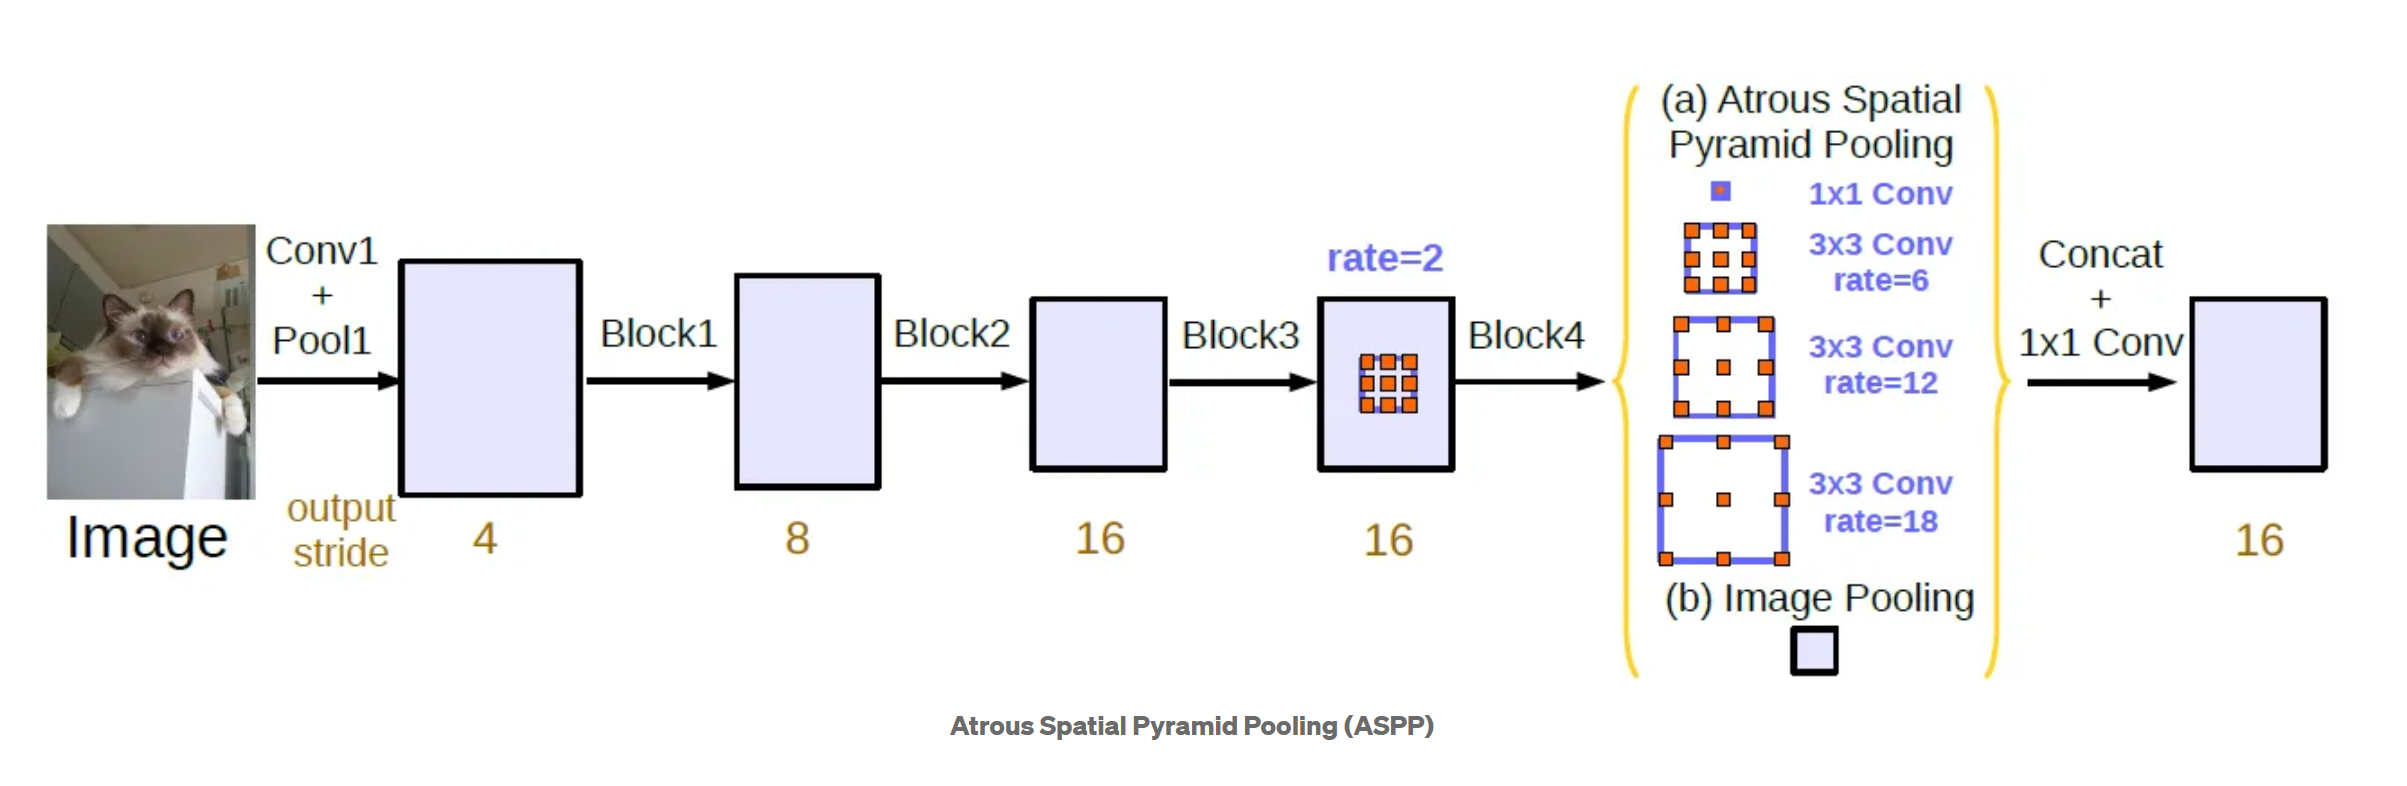 Image
Conv1
+
Pool1
output
stride
4
Block1
8
Block2
16
Block3
rate=2
16
Block4
(a) Atrous Spatial
Pyramid Pooling
1x1 Conv
3x3 Conv
rate=6
3x3 Conv
rate=12
3x3 Conv
rate=18
(b) Image Pooling
Concat
+
1x1 Conv
16
Atrous Spatial Pyramid Pooling (ASPP)